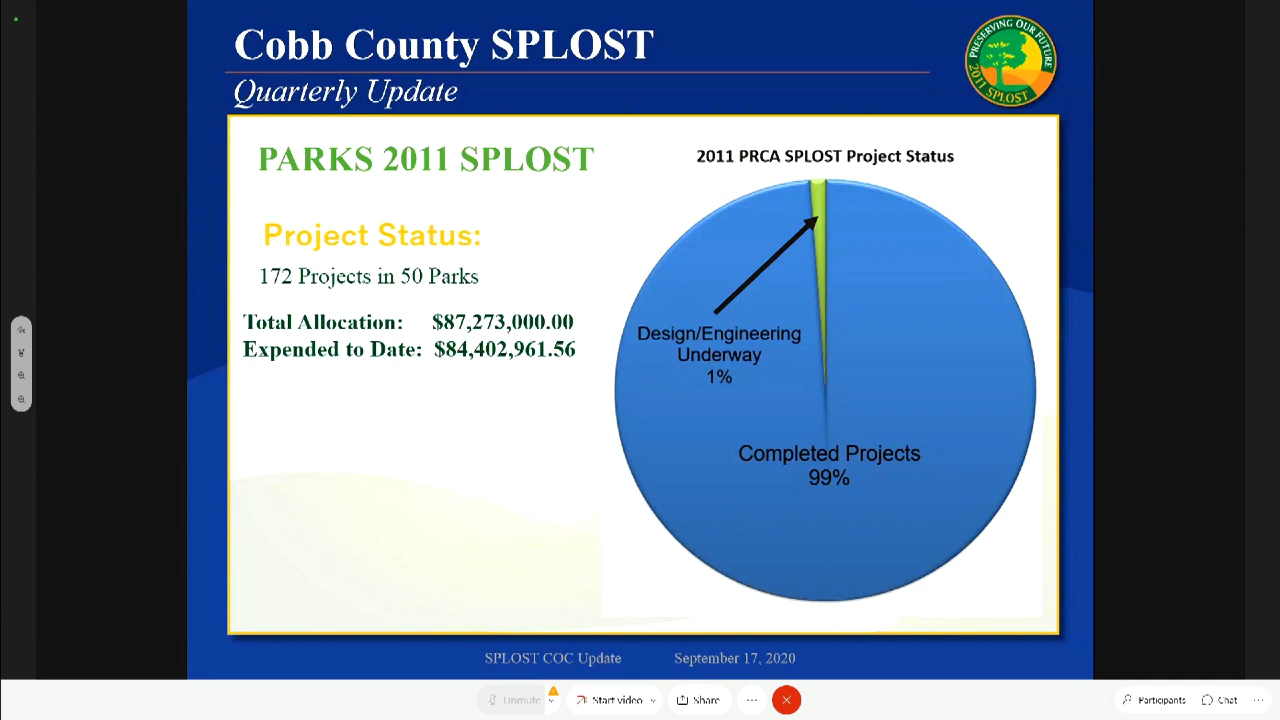 Cobb County SPLOST
Quarterly Update
PRESERVING OUR FUTURE
2011 SPLOST
PARKS 2011 SPLOST
Project Status:
172 Projects in 50 Parks
Total Allocation: $87,273,000.00
Expended to Date: $84,402,961.56
2011 PRCA SPLOST Project Status
Design/Engineering
Underway
1%
Completed Projects
99%
SPLOST COC Update September 17, 2020
Unmute Start video Share Participants Chat